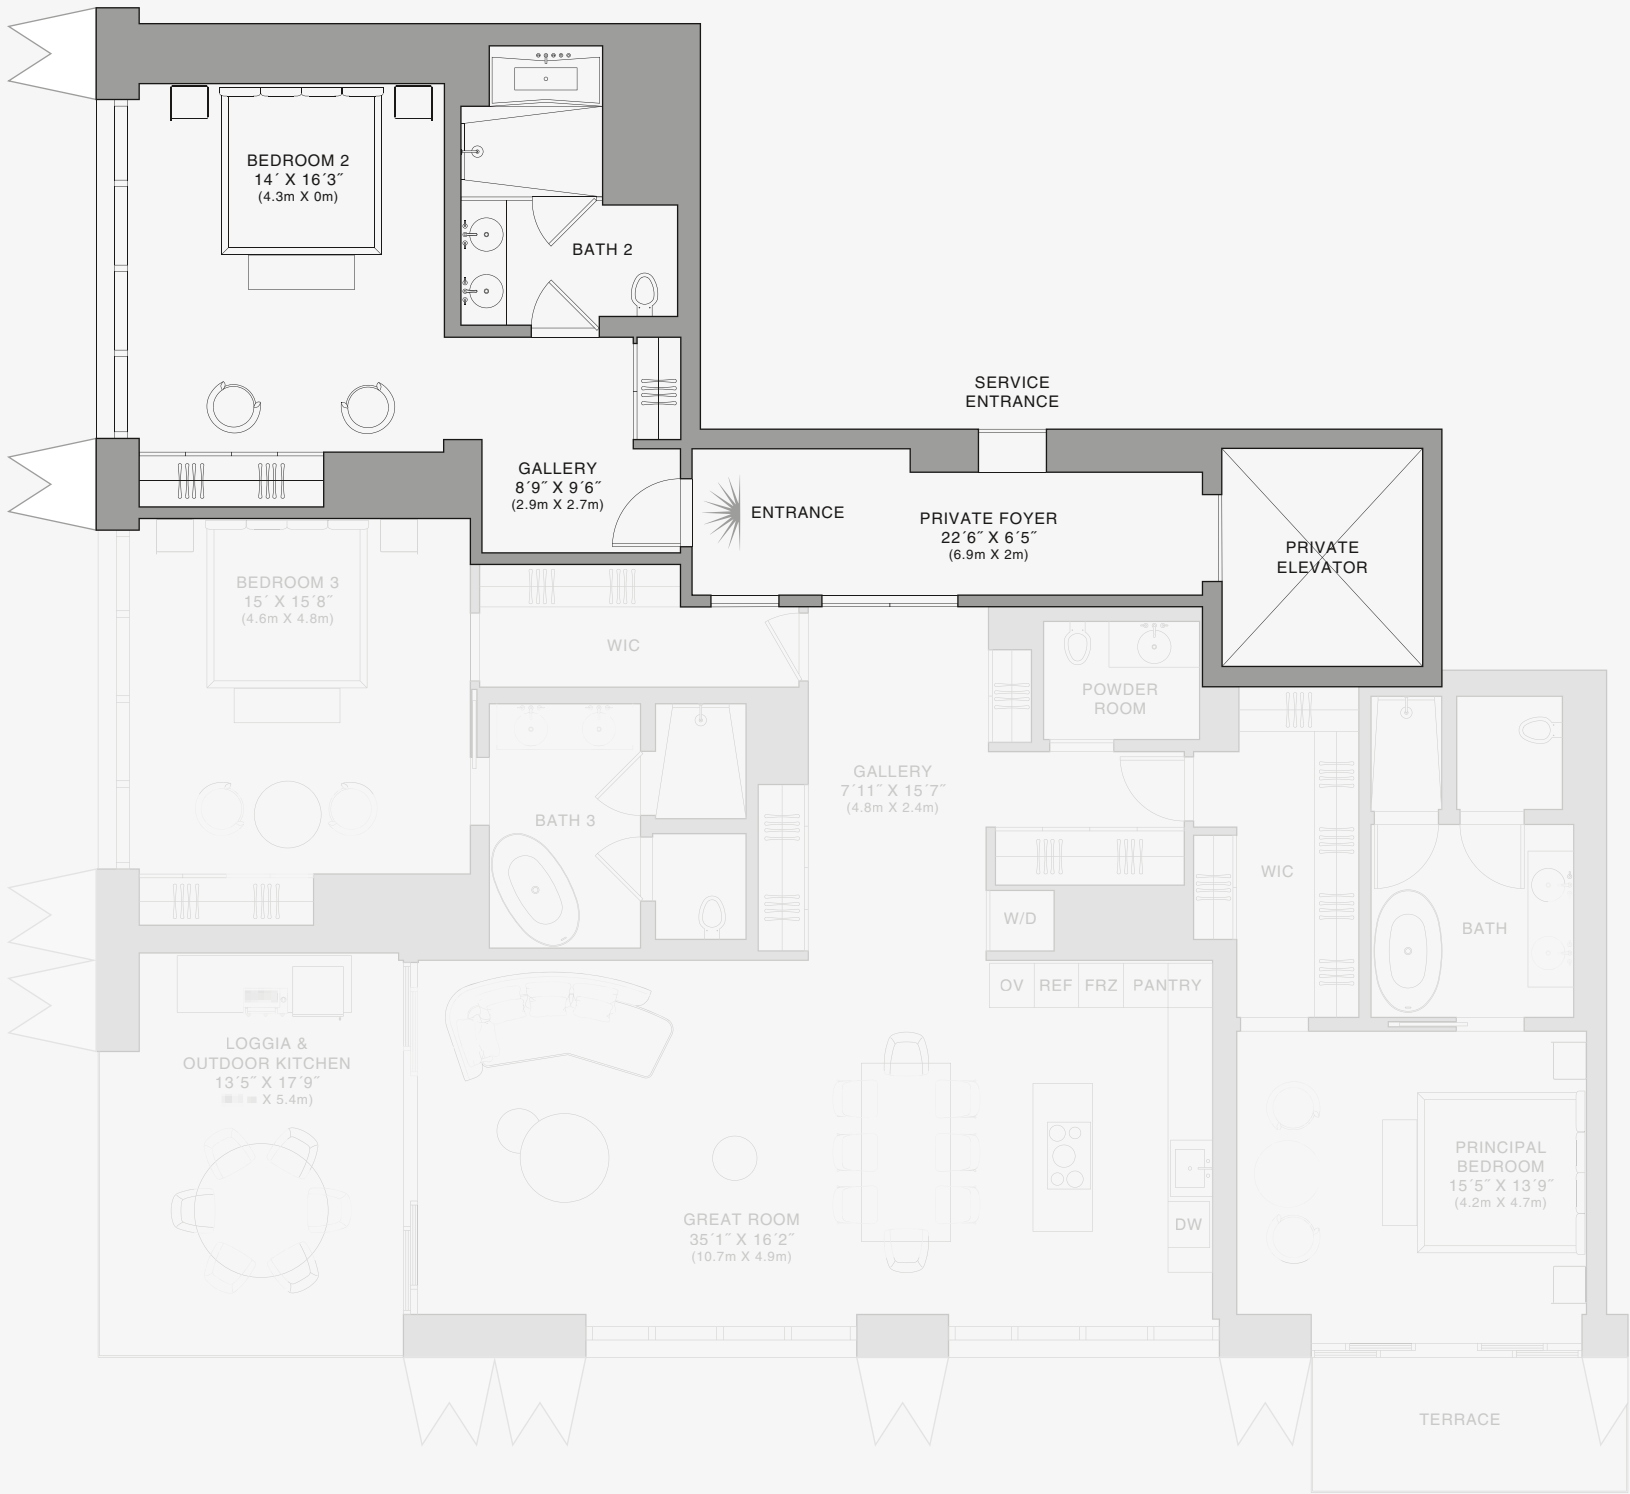 BEDROOM 2
14´ X 16´3˝
(4.3m X 0m)
BATH 2
SERVICE
ENTRANCE
GALLERY
8´9˝ X 9´6˝
(2.9m X 2.7m)
ENTRANCE
PRIVATE FOYER
22´6˝ X 6´5˝
(6.9m X 2m)
PRIVATE
ELEVATOR
BEDROOM 3
15´ X 15´8˝
(4.6m X 4.8m)
WIC
POWDER
ROOM
GALLERY
7´11˝ X 15´7˝
(4.8m X 2.4m)
BATH 3
WIC
W/D
BATH
OV
REF
FRZ
PANTRY
LOGGIA &
OUTDOOR KITCHEN
13´5˝ X 17´9˝
X 5.4m)
PRINCIPAL
BEDROOM
15´5˝ X 13´9˝
(4.2m X 4.7m)
GREAT ROOM
35´1˝ X 16´2˝
(10.7m X 4.9m)
DW
TERRACE